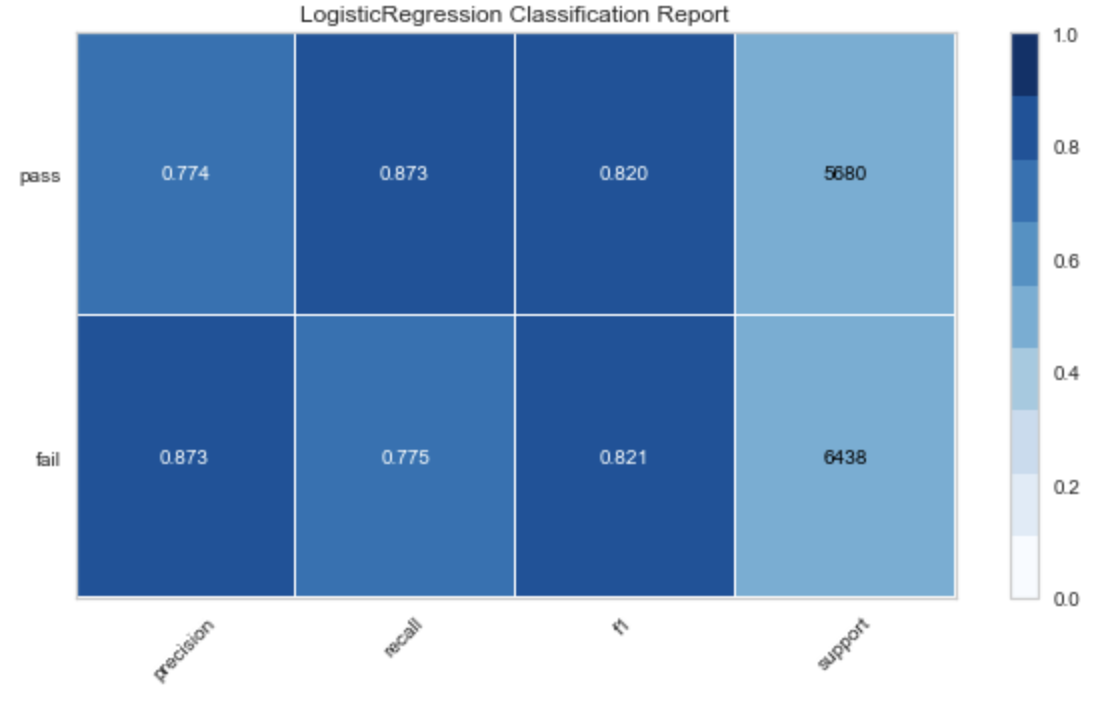 LogisticRegression Classification Report
pass 0.774 0.873 0.820 5680
fail 0.873 0.775 0.821 6438
precision recall f1 support
1.0
0.8
0.6
0.4
0.2
0.0